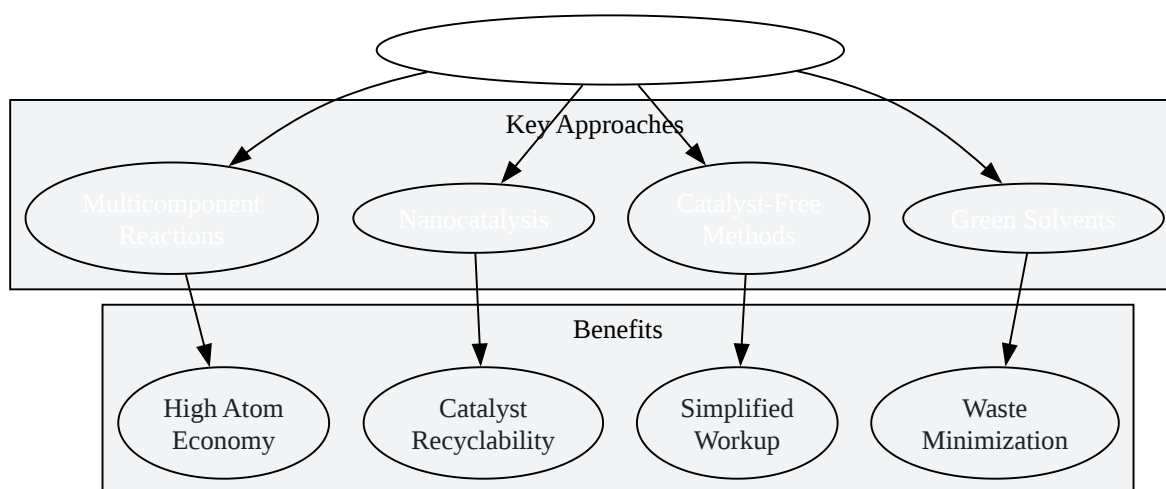 Key Approaches
Multicomponent
Reactions
Nanocatalysis
Catalyst-Free
Methods
Green Solvents
Benefits
High Atom
Economy
Catalyst
Recyclability
Simplified
Workup
Waste
Minimization